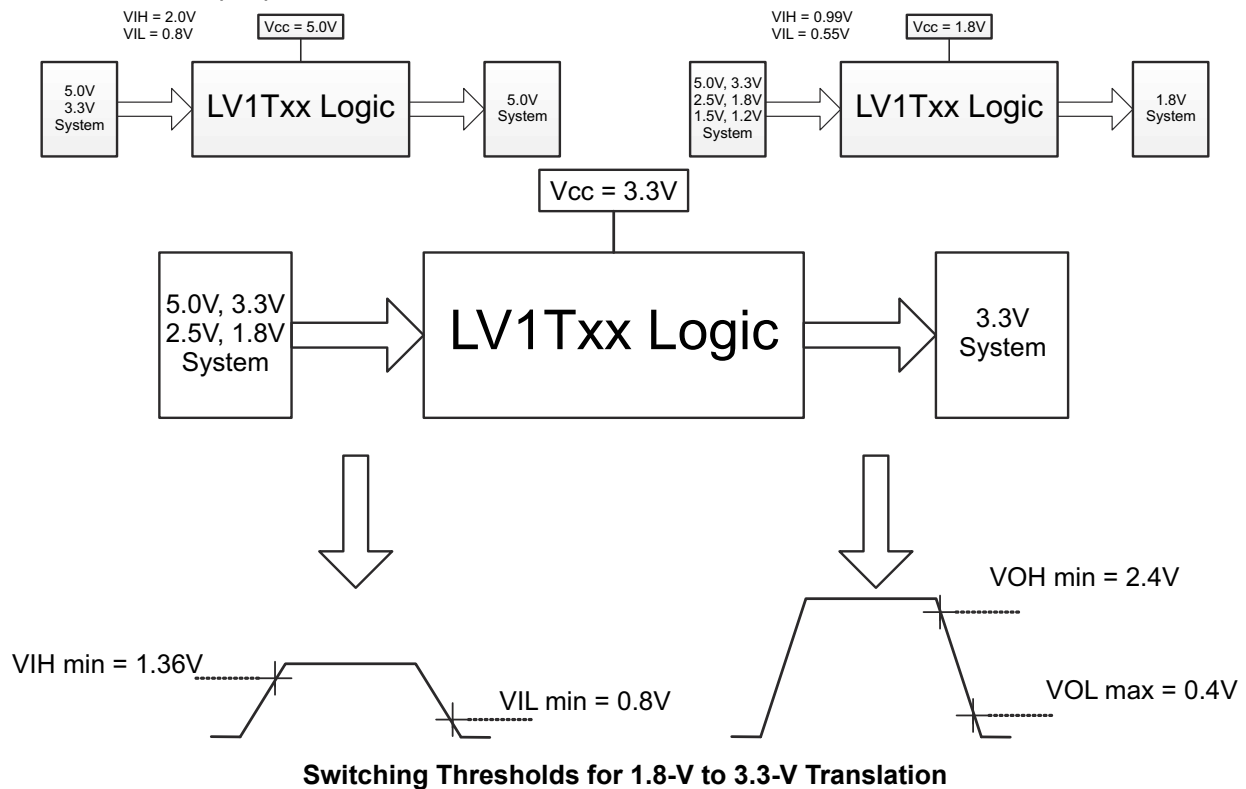 VIH = 2.0V
VIL = 0.8V
Vcc = 5.0V
5.0V
3.3V
System
LV1Txx Logic
5.0V
System
VIH = 0.99V
VIL = 0.55V
Vcc = 1.8V
5.0V, 3.3V
2.5V, 1.8V
1.5V, 1.2V
System
LV1Txx Logic
1.8V
System
Vcc = 3.3V
5.0V, 3.3V
2.5V, 1.8V
System
LV1Txx Logic
3.3V
System
VIH min = 1.36V
VIL min = 0.8V
VOH min = 2.4V
VOL max = 0.4V
Switching Thresholds for 1.8-V to 3.3-V Translation